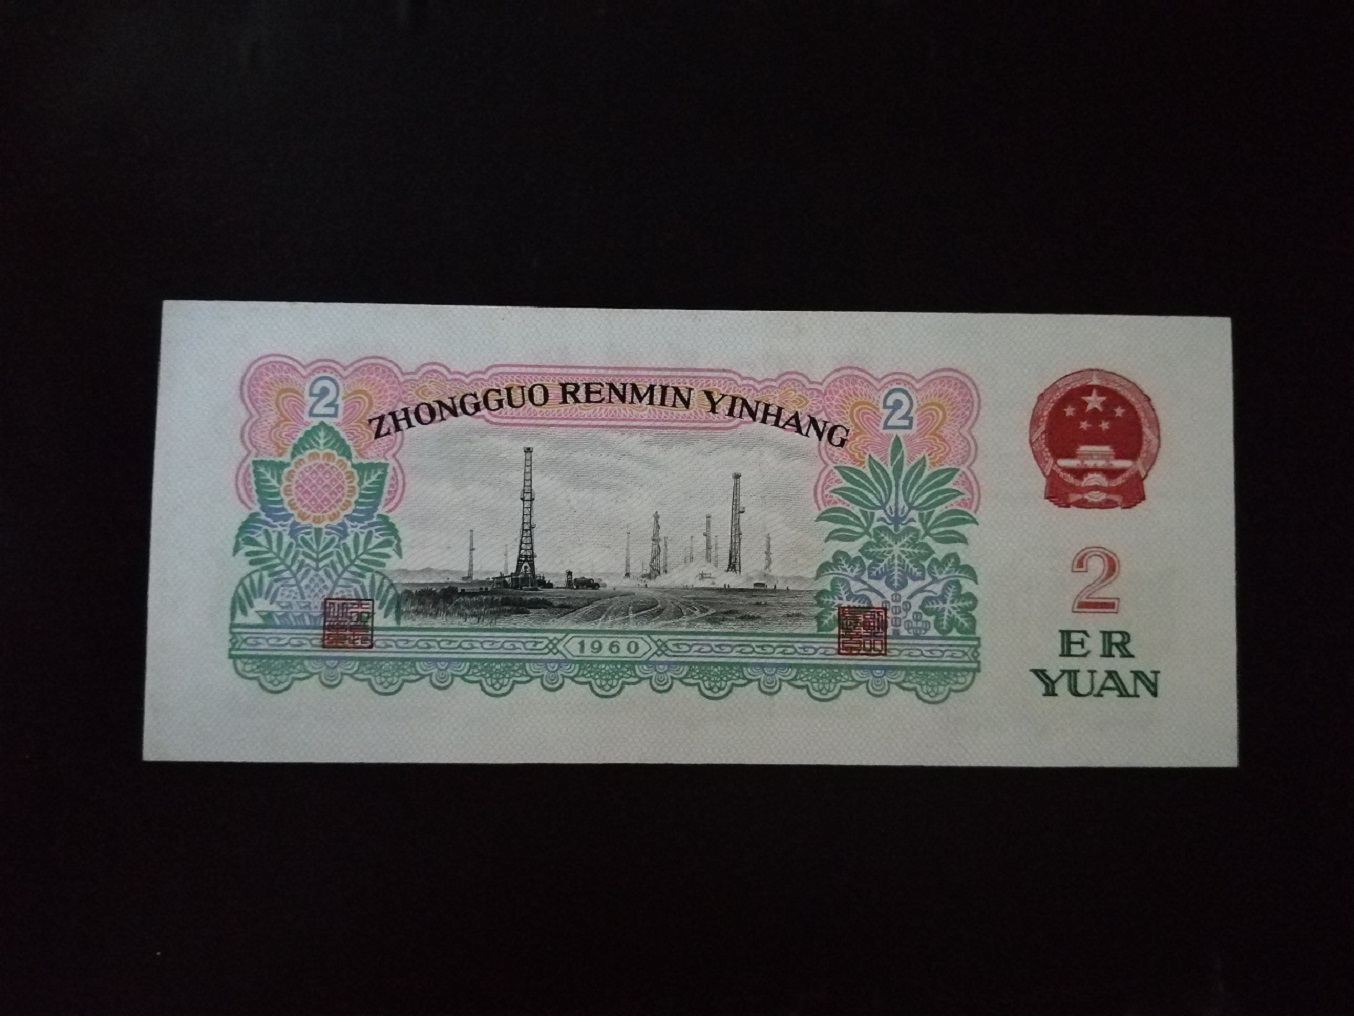 2
ZHONGGUO RENMIN YINHANG
2
1960
2
ER
YUAN